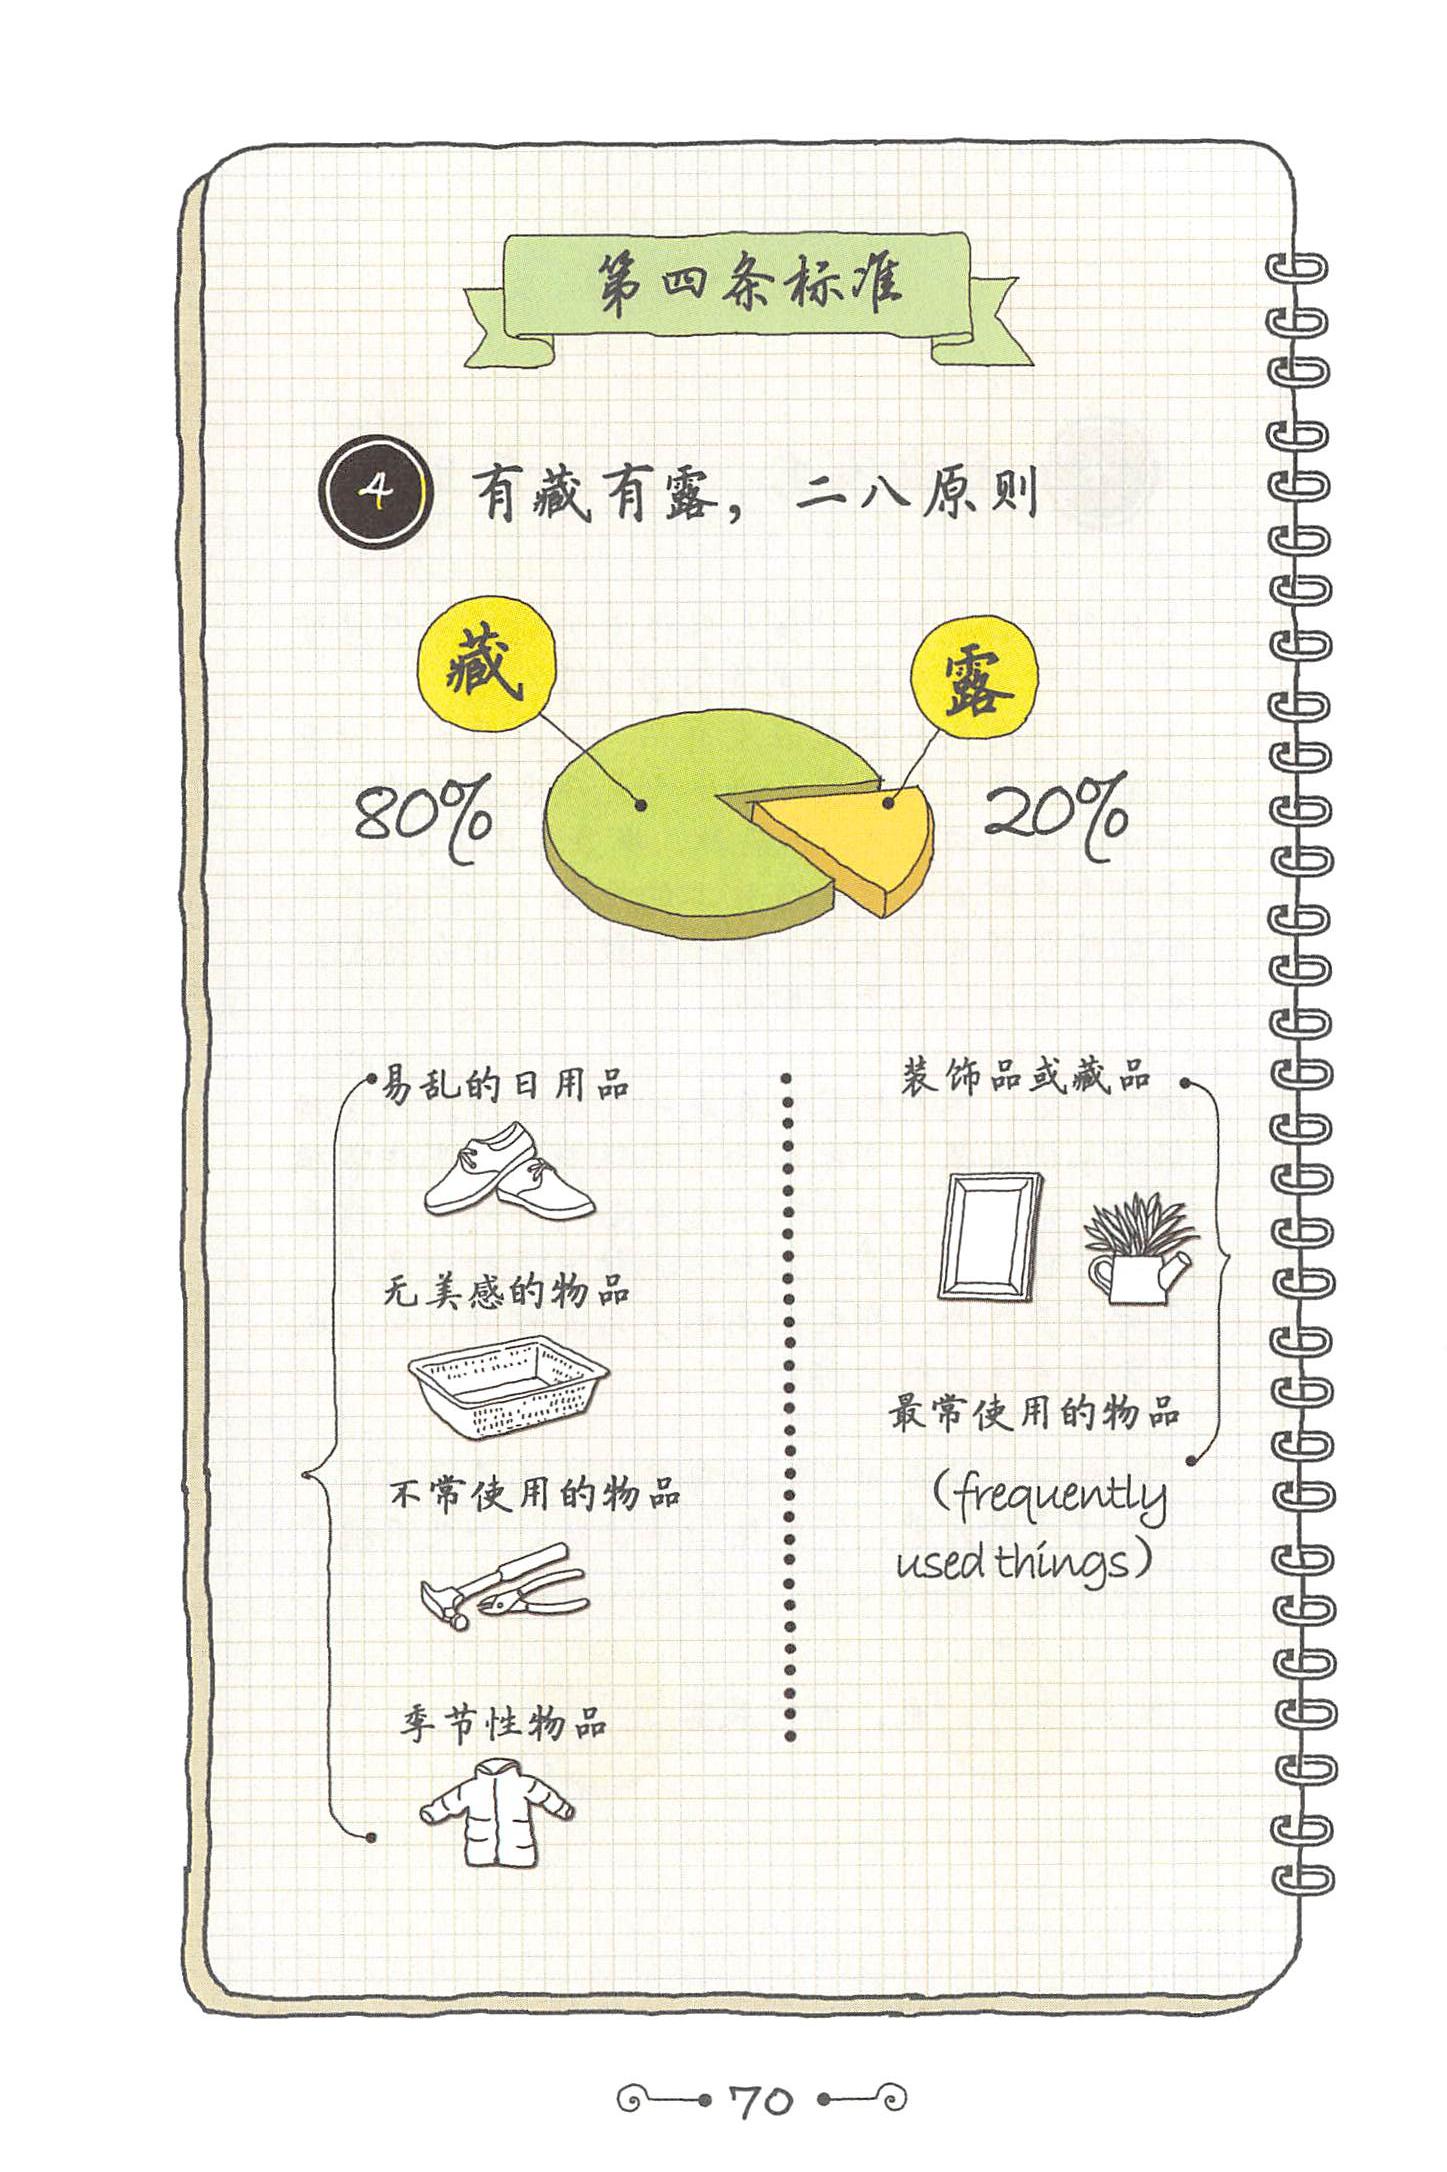 第四条标准
4
有藏有露，二八原则
藏
露
80%
20%
易乱的日用品
无美感的物品
不常使用的物品
季节性物品
装饰品或藏品
最常使用的物品
(frequently
used things)
70